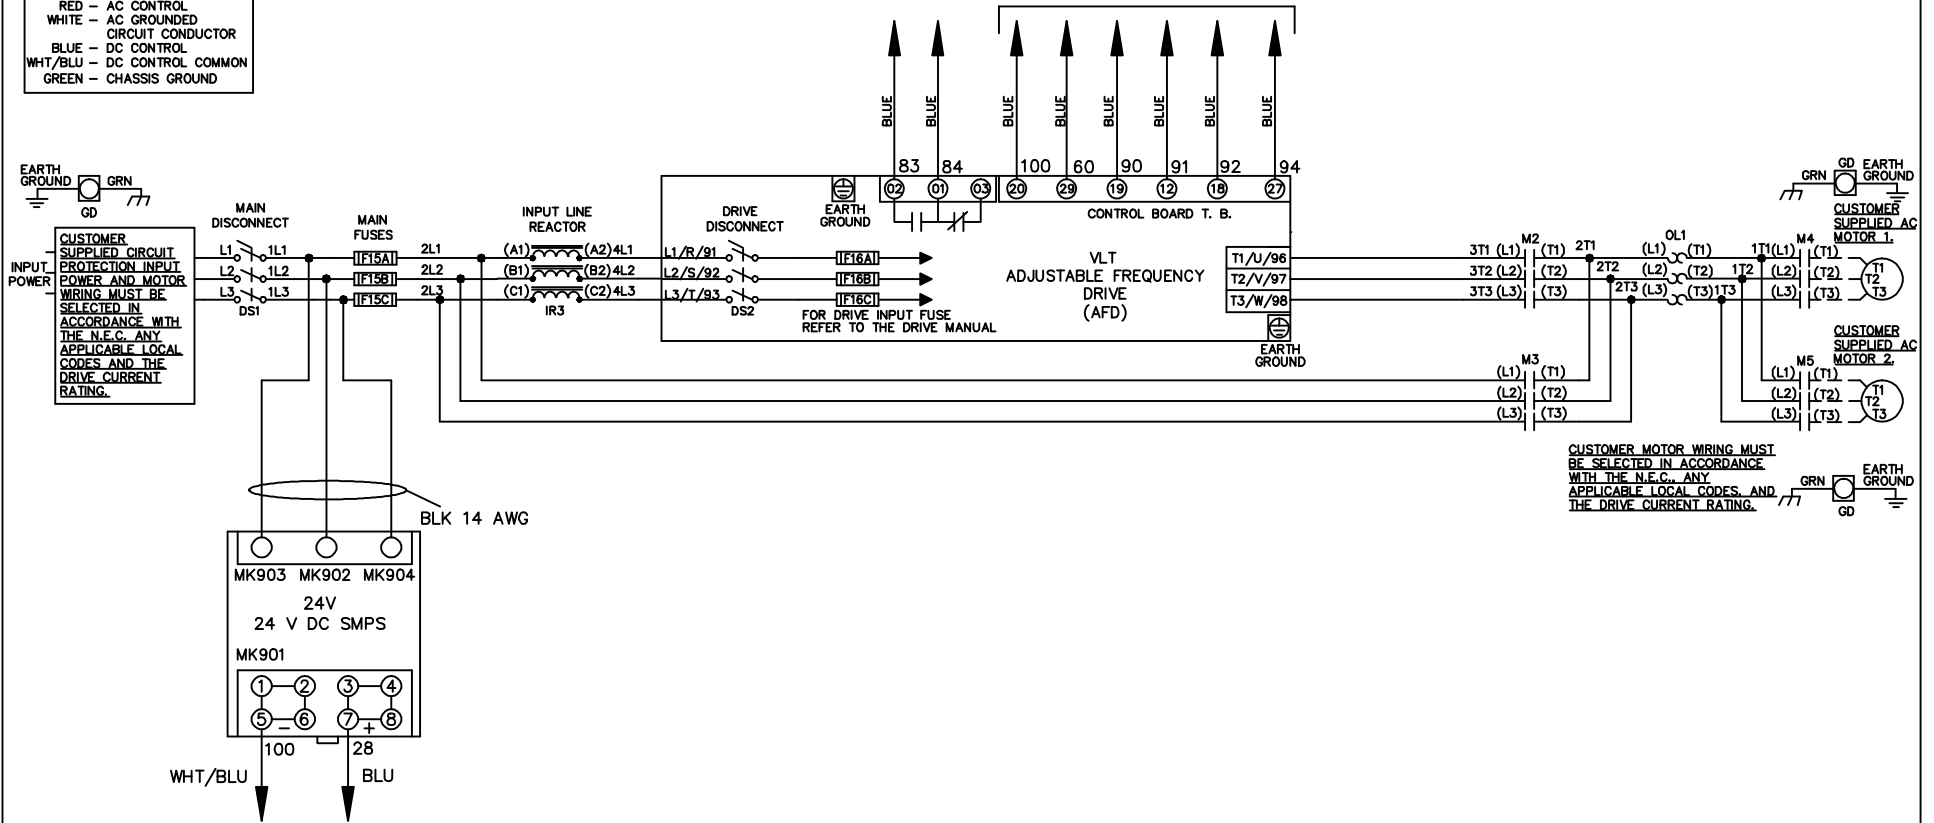 RED – AC CONTROL
WHITE – AC GROUNDED
CIRCUIT CONDUCTOR
BLUE – DC CONTROL
WHT/BLU – DC CONTROL COMMON
GREEN – CHASSIS GROUND
BLUE BLUE BLUE BLUE BLUE BLUE BLUE BLUE
83 84 100 60 90 91 92 94
02 01 03 20 29 19 12 18 27
CONTROL BOARD T. B.
EARTH
GROUND
GRN
GD
MAIN
DISCONNECT
MAIN
FUSES
INPUT LINE
REACTOR
DRIVE
DISCONNECT
EARTH
GROUND
INPUT
POWER
CUSTOMER
SUPPLIED CIRCUIT
PROTECTION INPUT
POWER AND MOTOR
WIRING MUST BE
SELECTED IN
ACCORDANCE WITH
THE N.E.C. ANY
APPLICABLE LOCAL
CODES AND THE
DRIVE CURRENT
RATING.
L1 1L1 F15A 2L1 (A1) (A2) 4L1 L1/R/91 F16A
L2 1L2 F15B 2L2 (B1) (B2) 4L2 L2/S/92 F16B
L3 1L3 F15C 2L3 (C1) (C2) 4L3 L3/T/93 F16C
DS1 IR3 DS2
FOR DRIVE INPUT FUSE
REFER TO THE DRIVE MANUAL
VLT
ADJUSTABLE FREQUENCY
DRIVE
(AFD)
T1/U/96
T2/V/97
T3/W/98
EARTH
GROUND
M2 OL1 M4
3T1 (L1) (T1) 2T1 (L1) (T1) 1T1 (L1) (T1)
3T2 (L2) (T2) 2T2 (L2) (T2) 1T2 (L2) (T2)
3T3 (L3) (T3) 2T3 (L3) (T3) 1T3 (L3) (T3)
T1
T2
T3
GD
GRN
EARTH
GROUND
CUSTOMER
SUPPLIED AC
MOTOR 1.
CUSTOMER
SUPPLIED AC
MOTOR 2.
M3 M5
(L1) (T1) (L1) (T1)
(L2) (T2) (L2) (T2)
(L3) (T3) (L3) (T3)
T1
T2
T3
CUSTOMER MOTOR WIRING MUST
BE SELECTED IN ACCORDANCE
WITH THE N.E.C., ANY
APPLICABLE LOCAL CODES, AND
THE DRIVE CURRENT RATING.
GRN
EARTH
GROUND
GD
BLK 14 AWG
MK903 MK902 MK904
24V
24 V DC SMPS
MK901
1 2 3 4
5 – 6 7 + 8
100 28
WHT/BLU BLU